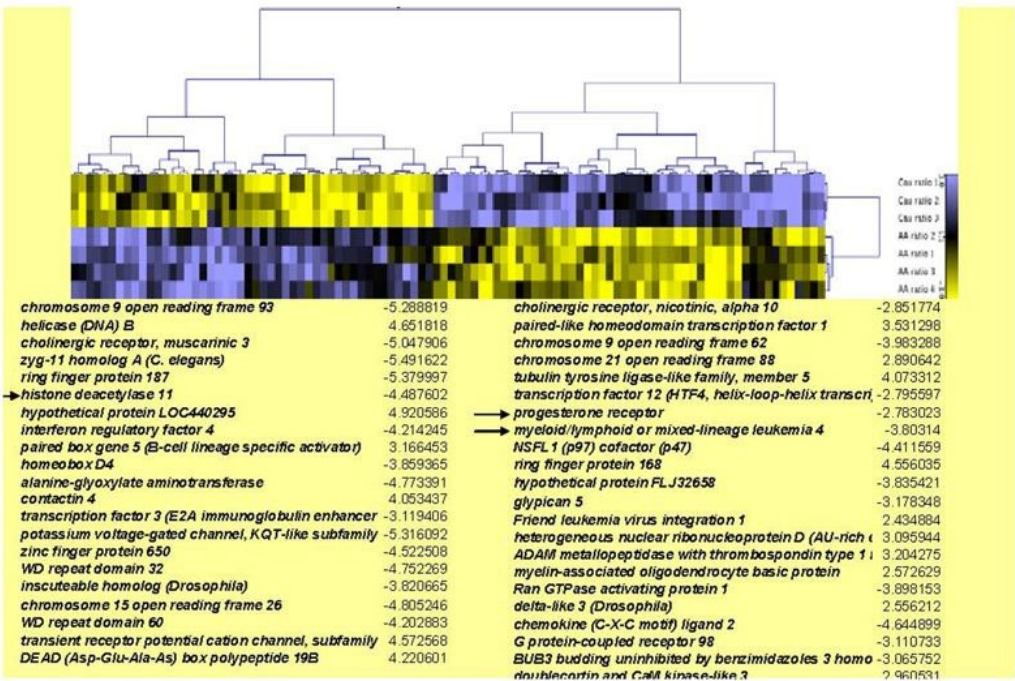 Cau ratio 1
Cau ratio 2
Cau ratio 3
AA ratio 2
AA ratio 1
AA ratio 3
AA ratio 4
chromosome 9 open reading frame 93 -5.288819
helicase (DNA) B 4.651818
cholinergic receptor, muscarinic 3 -5.047906
zyg-11 homolog A (C. elegans) -5.491622
ring finger protein 187 -5.379997
histone deacetylase 11 -4.487602
hypothetical protein LOC440295 4.920586
interferon regulatory factor 4 -4.214245
paired box gene 5 (B-cell lineage specific activator) 3.166453
homeobox D4 -3.859365
alanine-glyoxylate aminotransferase -4.773391
contactin 4 4.053437
transcription factor 3 (E2A immunoglobulin enhancer -3.119406
potassium voltage-gated channel, KQT-like subfamily -5.316092
zinc finger protein 650 -4.522508
WD repeat domain 32 -4.752269
inscuteable homolog (Drosophila) -3.820665
chromosome 15 open reading frame 26 -4.805246
WD repeat domain 60 -4.202883
transient receptor potential cation channel, subfamily 4.572568
DEAD (Asp-Glu-Ala-As) box polypeptide 19B 4.220601
cholinergic receptor, nicotinic, alpha 10 -2.851774
paired-like homeodomain transcription factor 1 3.531298
chromosome 9 open reading frame 62 -3.983288
chromosome 21 open reading frame 88 2.890642
tubulin tyrosine ligase-like family, member 5 4.073312
transcription factor 12 (HTF4, helix-loop-helix transcri -2.795597
progesterone receptor -2.783023
myeloid/lymphoid or mixed-lineage leukemia 4 -3.80314
NSFL1 (p97) cofactor (p47) -4.411559
ring finger protein 168 4.556035
hypothetical protein FLJ32658 -3.835421
glypican 5 -3.178348
Friend leukemia virus integration 1 2.434884
heterogeneous nuclear ribonucleoprotein D (AU-rich 3.095944
ADAM metallopeptidase with thrombospondin type 1 3.204275
myelin-associated oligodendrocyte basic protein 2.572629
Ran GTPase activating protein 1 -3.898153
delta-like 3 (Drosophila) 2.556212
chemokine (C-X-C motif) ligand 2 -4.644899
G protein-coupled receptor 98 -3.110733
BUB3 budding uninhibited by benzimidazoles 3 homo -3.065752
doublecortin and CaM kinase-like 3 2.960531